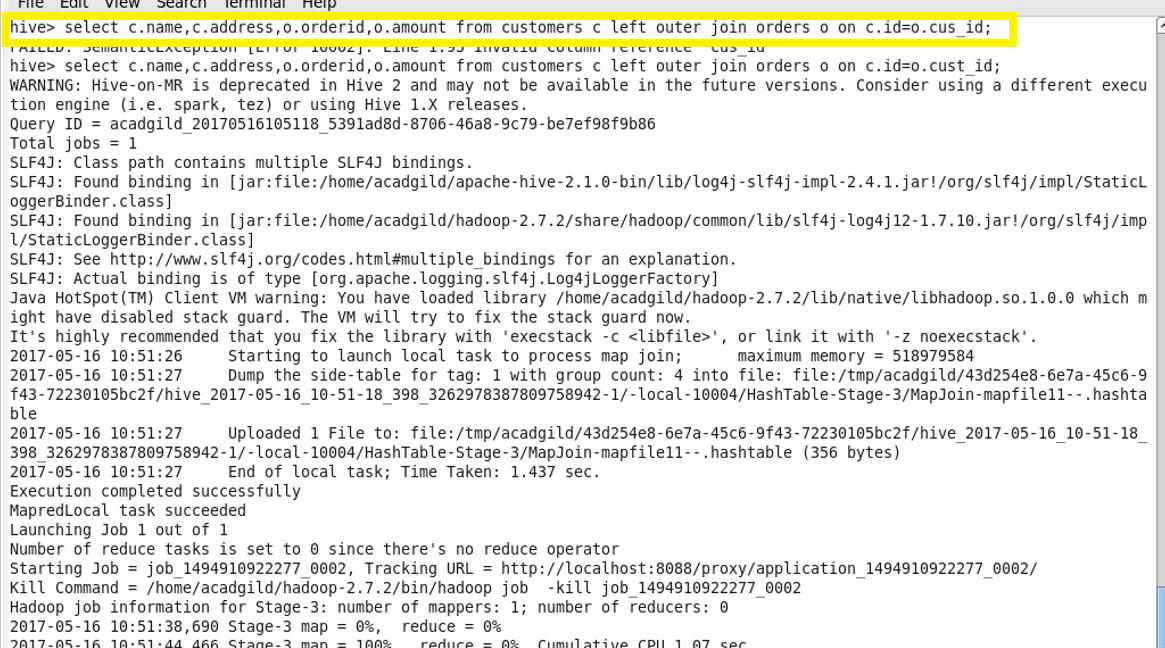 File Edit View Search Terminal Help
hive> select c.name,c.address,o.orderid,o.amount from customers c left outer join orders o on c.id=o.cus_id;
FAILED: SemanticException [Error 10002]: Line 1:95 Invalid column reference 'cus_id'
hive> select c.name,c.address,o.orderid,o.amount from customers c left outer join orders o on c.id=o.cust_id;
WARNING: Hive-on-MR is deprecated in Hive 2 and may not be available in the future versions. Consider using a different execu
tion engine (i.e. spark, tez) or using Hive 1.X releases.
Query ID = acadgild_20170516105118_5391ad8d-8706-46a8-9c79-be7ef98f9b86
Total jobs = 1
SLF4J: Class path contains multiple SLF4J bindings.
SLF4J: Found binding in [jar:file:/home/acadgild/apache-hive-2.1.0-bin/lib/log4j-slf4j-impl-2.4.1.jar!/org/slf4j/impl/StaticL
oggerBinder.class]
SLF4J: Found binding in [jar:file:/home/acadgild/hadoop-2.7.2/share/hadoop/common/lib/slf4j-log4j12-1.7.10.jar!/org/slf4j/imp
l/StaticLoggerBinder.class]
SLF4J: See http://www.slf4j.org/codes.html#multiple_bindings for an explanation.
SLF4J: Actual binding is of type [org.apache.logging.slf4j.Log4jLoggerFactory]
Java HotSpot(TM) Client VM warning: You have loaded library /home/acadgild/hadoop-2.7.2/lib/native/libhadoop.so.1.0.0 which m
ight have disabled stack guard. The VM will try to fix the stack guard now.
It's highly recommended that you fix the library with 'execstack -c <libfile>', or link it with '-z noexecstack'.
2017-05-16 10:51:26 Starting to launch local task to process map join; maximum memory = 518979584
2017-05-16 10:51:27 Dump the side-table for tag: 1 with group count: 4 into file: file:/tmp/acadgild/43d254e8-6e7a-45c6-9
f43-72230105bc2f/hive_2017-05-16_10-51-18_398_3262978387809758942-1/-local-10004/HashTable-Stage-3/MapJoin-mapfile11--.hashta
ble
2017-05-16 10:51:27 Uploaded 1 File to: file:/tmp/acadgild/43d254e8-6e7a-45c6-9f43-72230105bc2f/hive_2017-05-16_10-51-18_
398_3262978387809758942-1/-local-10004/HashTable-Stage-3/MapJoin-mapfile11--.hashtable (356 bytes)
2017-05-16 10:51:27 End of local task; Time Taken: 1.437 sec.
Execution completed successfully
MapredLocal task succeeded
Launching Job 1 out of 1
Number of reduce tasks is set to 0 since there's no reduce operator
Starting Job = job_1494910922277_0002, Tracking URL = http://localhost:8088/proxy/application_1494910922277_0002/
Kill Command = /home/acadgild/hadoop-2.7.2/bin/hadoop job -kill job_1494910922277_0002
Hadoop job information for Stage-3: number of mappers: 1; number of reducers: 0
2017-05-16 10:51:38,690 Stage-3 map = 0%, reduce = 0%
2017-05-16 10:51:44,466 Stage-3 map = 100%, reduce = 0%, Cumulative CPU 1.07 sec